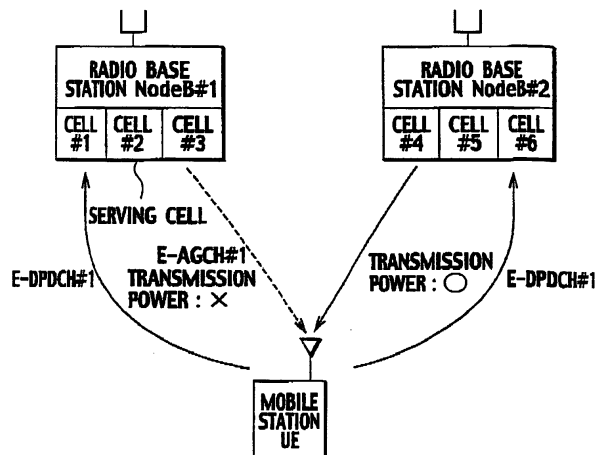 RADIO BASE
STATION NodeB#1
CELL
#1
CELL
#2
CELL
#3
RADIO BASE
STATION NodeB#2
CELL
#4
CELL
#5
CELL
#6
SERVING CELL
E-AGCH#1
TRANSMISSION
POWER : ×
E-DPDCH#1
TRANSMISSION
POWER : ○
E-DPDCH#1
MOBILE
STATION
UE